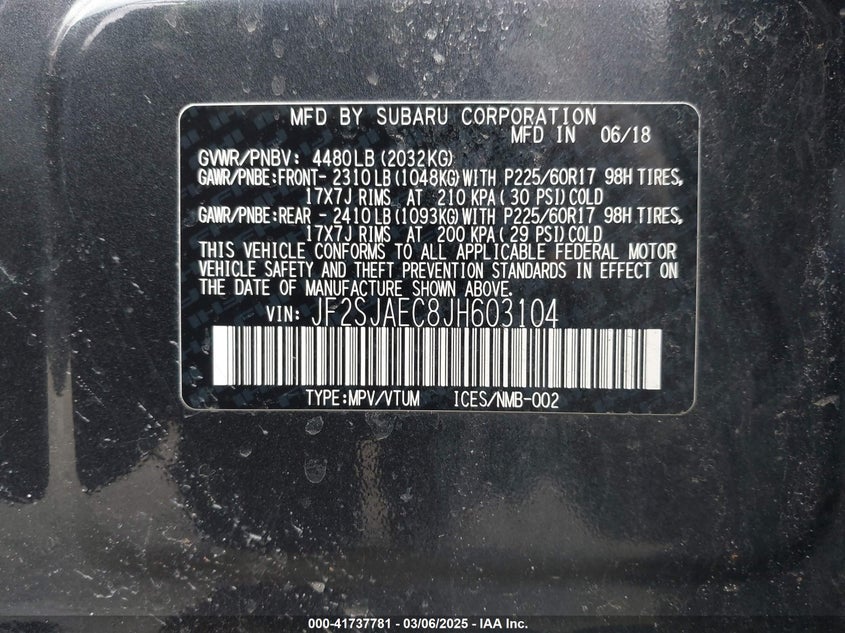 MFD BY SUBARU CORPORATION
MFD IN 06/18
GVWR/PNBV: 4480LB (2032KG)
GAWR/PNBE:FRONT- 2310 LB (1048KG) WITH P225/60R17 98H TIRES,
17X7J RIMS AT 210 KPA ( 30 PSI) COLD
GAWR/PNBE:REAR - 2410 LB (1093KG) WITH P225/60R17 98H TIRES,
17X7J RIMS AT 200 KPA ( 29 PSI) COLD
THIS VEHICLE CONFORMS TO ALL APPLICABLE FEDERAL MOTOR
VEHICLE SAFETY AND THEFT PREVENTION STANDARDS IN EFFECT ON
THE DATE OF MANUFACTURE SHOWN ABOVE.
VIN: JF2SJAEC8JH603104
TYPE:MPV/VTUM ICES/NMB-002
000-41737781 - 03/06/2025 - IAA Inc.